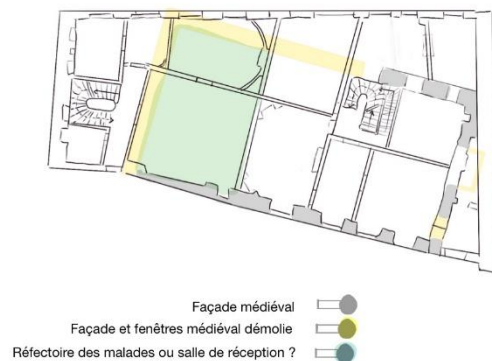 Façade médiéval
Façade et fenêtres médiéval démolie
Réfectoire des malades ou salle de réception ?